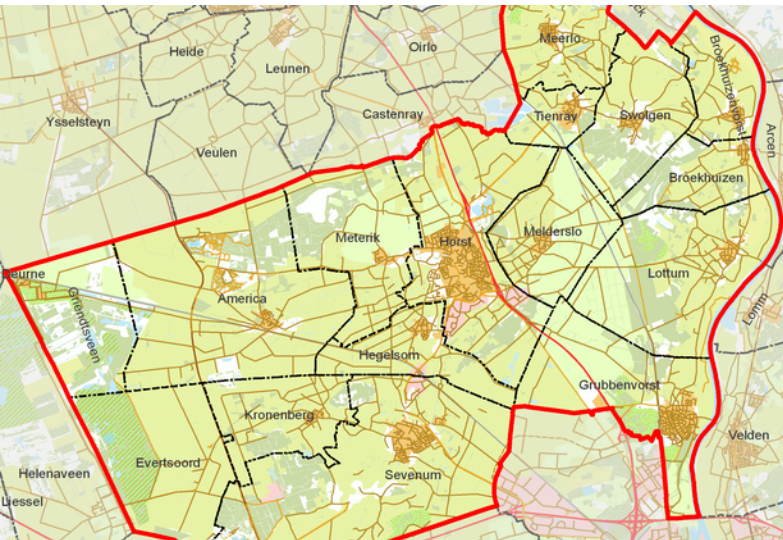 Heide
Oirlo
Meerlo
Leunen
Broekhuizenvorst
Ysselsteyn
Castenray
Tienray
Swolgen
Arcen
Veulen
Broekhuizen
Meterik
Horst
Melderslo
Deurne
Griendtsveen
America
Lottum
Lomm
Hegelsom
Grubbenvorst
Kronenberg
Velden
Helenaveen
Evertsoord
Sevenum
Liessel